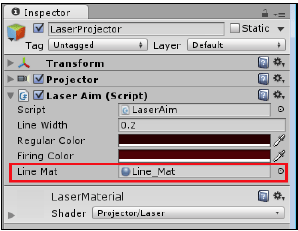 Inspector
LaserProjector Static
Tag Untagged Layer Default
Transform
Projector
Laser Aim (Script)
Script LaserAim
Line Width 0.2
Regular Color
Firing Color
Line Mat Line_Mat
LaserMaterial
Shader Projector/Laser